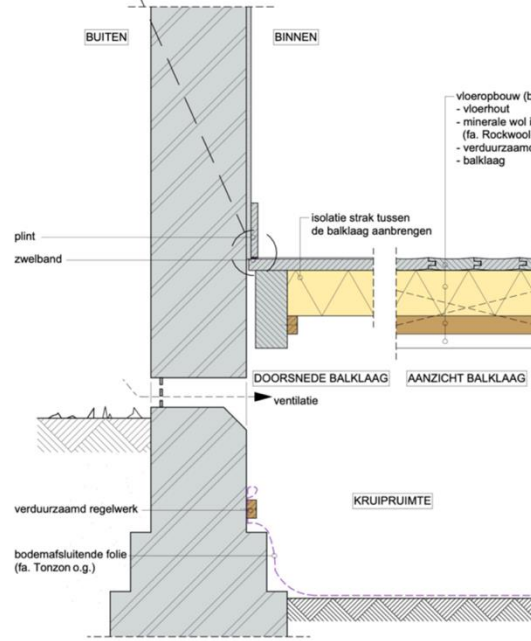 BUITEN
BINNEN
vloeropbouw (b
- vloerhout
- minerale wol i
(fa. Rockwool
- verduurzaamd
- balklaag
isolatie strak tussen
de balklaag aanbrengen
plint
zwelband
DOORSNEDE BALKLAAG
AANZICHT BALKLAAG
ventilatie
KRUIPRUIMTE
verduurzaamd regelwerk
bodemafsluitende folie
(fa. Tonzon o.g.)